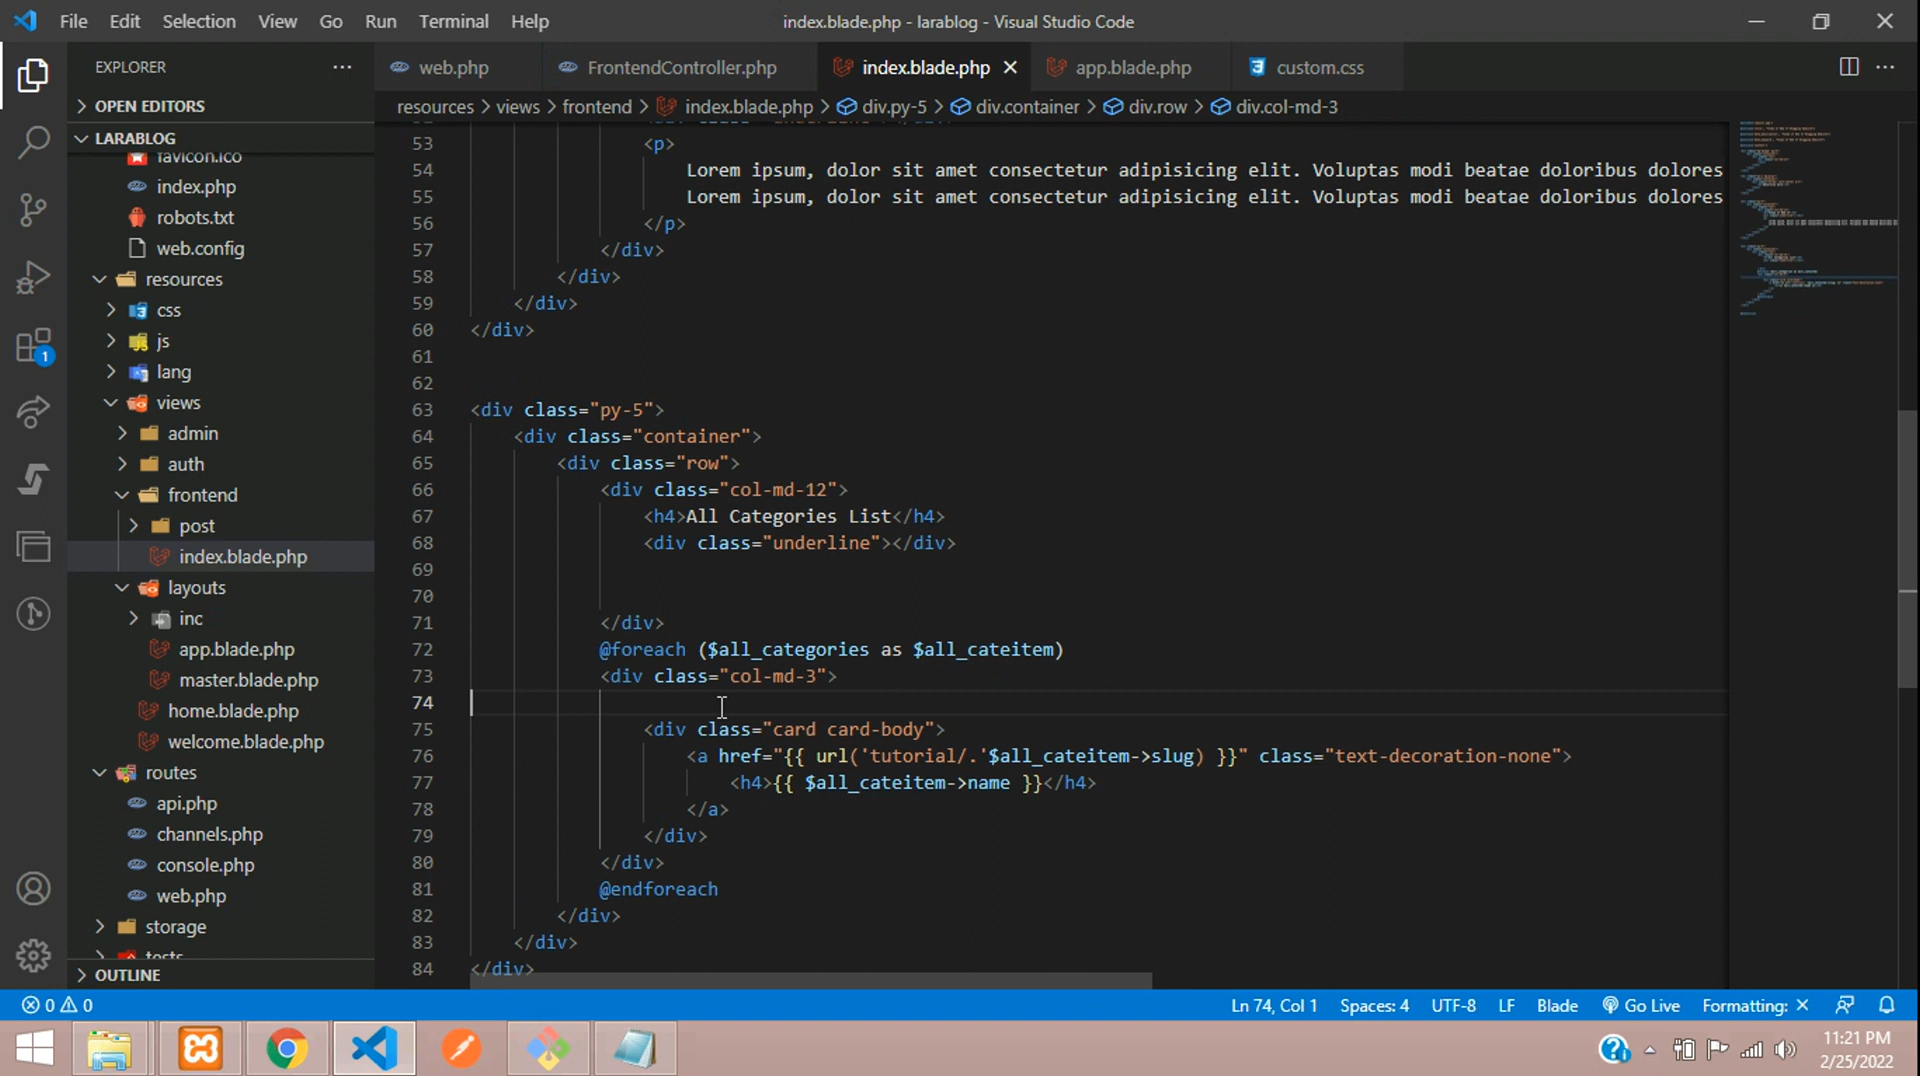 File Edit Selection View Go Run Terminal Help
index.blade.php - larablog - Visual Studio Code
EXPLORER
OPEN EDITORS
LARABLOG
favicon.ico
index.php
robots.txt
web.config
resources
css
js
lang
views
admin
auth
frontend
post
index.blade.php
layouts
inc
app.blade.php
master.blade.php
home.blade.php
welcome.blade.php
routes
api.php
channels.php
console.php
web.php
storage
tests
OUTLINE
1
web.php FrontendController.php index.blade.php app.blade.php custom.css
resources > views > frontend > index.blade.php > div.py-5 > div.container > div.row > div.col-md-3
53 <p>
54 Lorem ipsum, dolor sit amet consectetur adipisicing elit. Voluptas modi beatae doloribus dolores
55 Lorem ipsum, dolor sit amet consectetur adipisicing elit. Voluptas modi beatae doloribus dolores
56 </p>
57 </div>
58 </div>
59 </div>
60 </div>
61
62
63 <div class="py-5">
64 <div class="container">
65 <div class="row">
66 <div class="col-md-12">
67 <h4>All Categories List</h4>
68 <div class="underline"></div>
69
70
71 </div>
72 @foreach ($all_categories as $all_cateitem)
73 <div class="col-md-3">
74
75 <div class="card card-body">
76 <a href="{{ url('tutorial/.'$all_cateitem->slug) }}" class="text-decoration-none">
77 <h4>{{ $all_cateitem->name }}</h4>
78 </a>
79 </div>
80 </div>
81 @endforeach
82 </div>
83 </div>
84 </div>
0 0
Ln 74, Col 1 Spaces: 4 UTF-8 LF Blade Go Live Formatting: ×
11:21 PM
2/25/2022